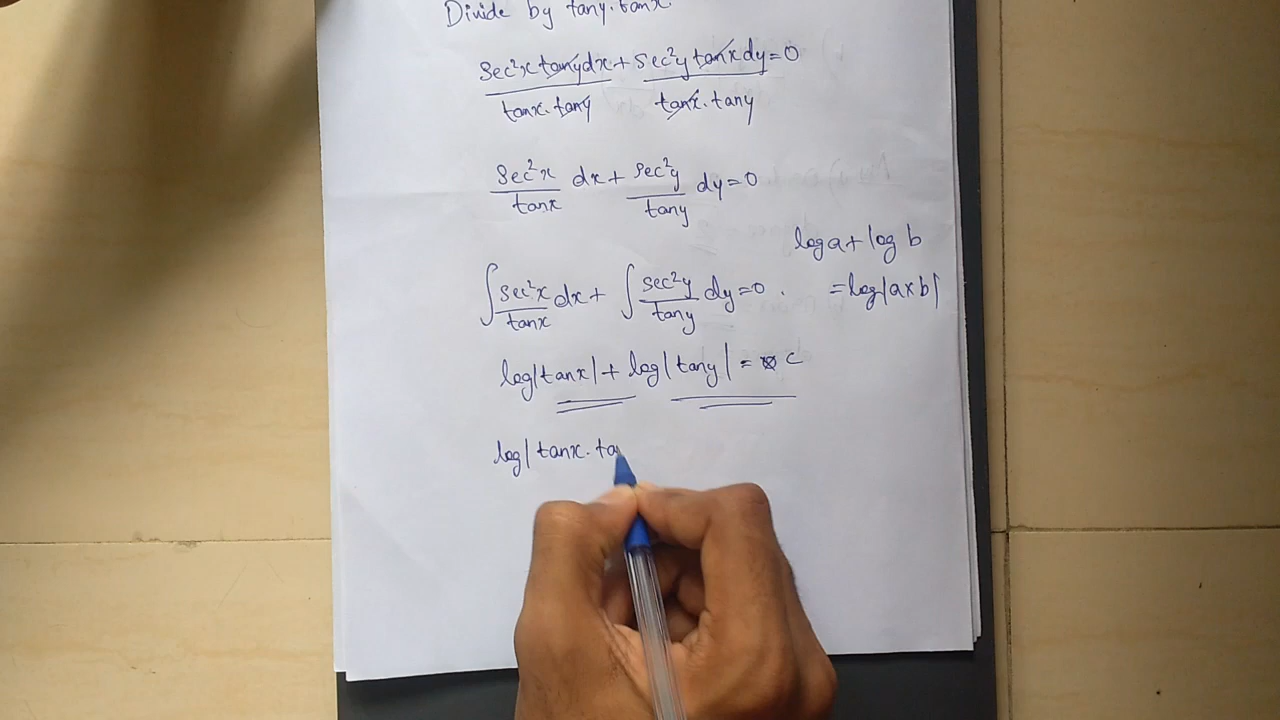 Divide by tany.tanx.
sec²x tany dx + sec²y tanx dy = 0
tanx. tany tanx. tany
sec²x/tanx dx + sec²y/tany dy = 0
log a + log b
∫ sec²x/tanx dx + ∫ sec²y/tany dy = 0 .
= log|a×b|
log|tanx| + log|tany| = c
log| tanx. ta